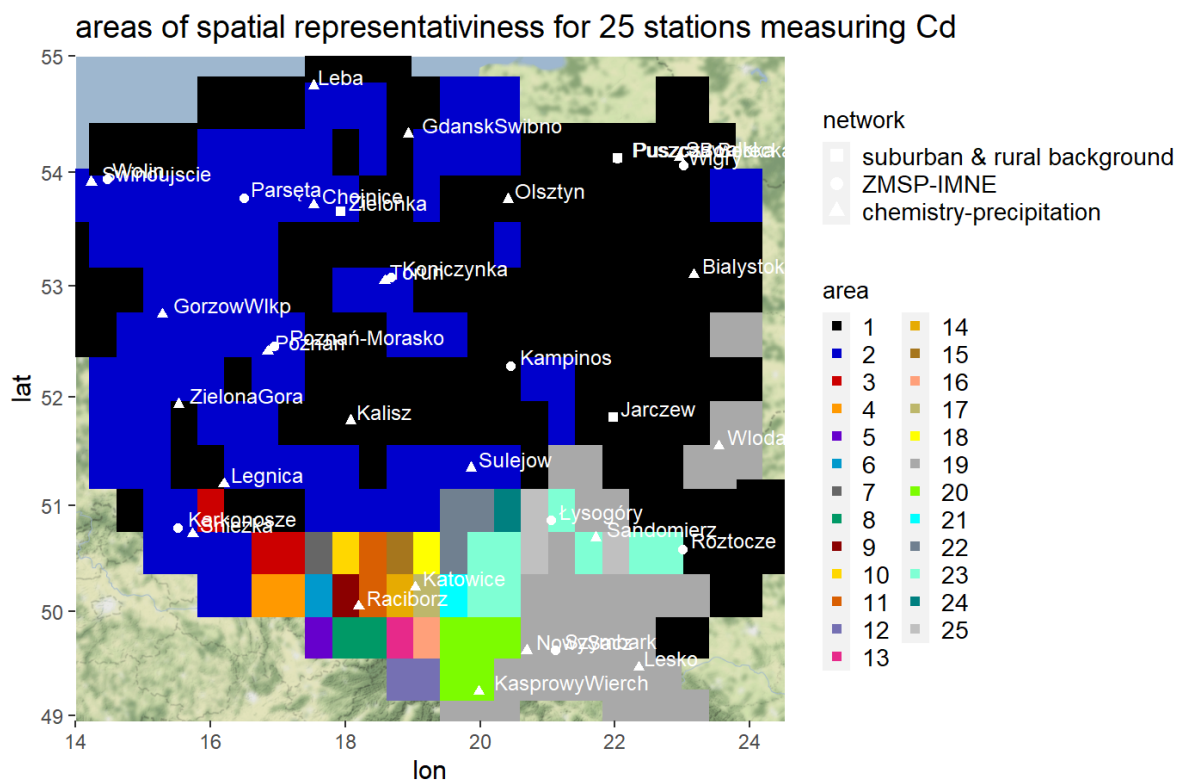 areas of spatial representativiness for 25 stations measuring Cd
55
54
53
52
51
50
49
lat
14
16
18
20
22
24
lon
Leba
GdanskSwibno
Wolin
Swinoujscie
Parsęta
Chojnice
Zielonka
Olsztyn
Wigry
Koniczynka
Torun
Bialystok
GorzowWlkp
Poznań-Morasko
Poznan
Kampinos
ZielonaGora
Kalisz
Jarczew
Wloda
Sulejow
Legnica
Karkonosze
Sniezka
Łysogóry
Sandomierz
Roztocze
Katowice
Raciborz
NowySacz
Szymbark
Lesko
KasprowyWierch
network
suburban & rural background
ZMSP-IMNE
chemistry-precipitation
area
1
2
3
4
5
6
7
8
9
10
11
12
13
14
15
16
17
18
19
20
21
22
23
24
25